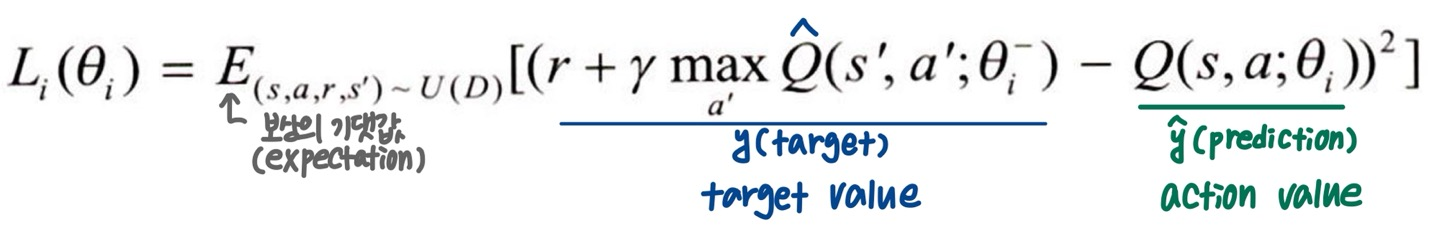 L_i(θ_i) = E_{(s,a,r,s')~U(D)}[(r + γ max_{a'} Q̂(s', a'; θ_i^-) − Q(s, a; θ_i))^2]
보상의 기댓값
(expectation)
y(target)
target value
ŷ(prediction)
action value